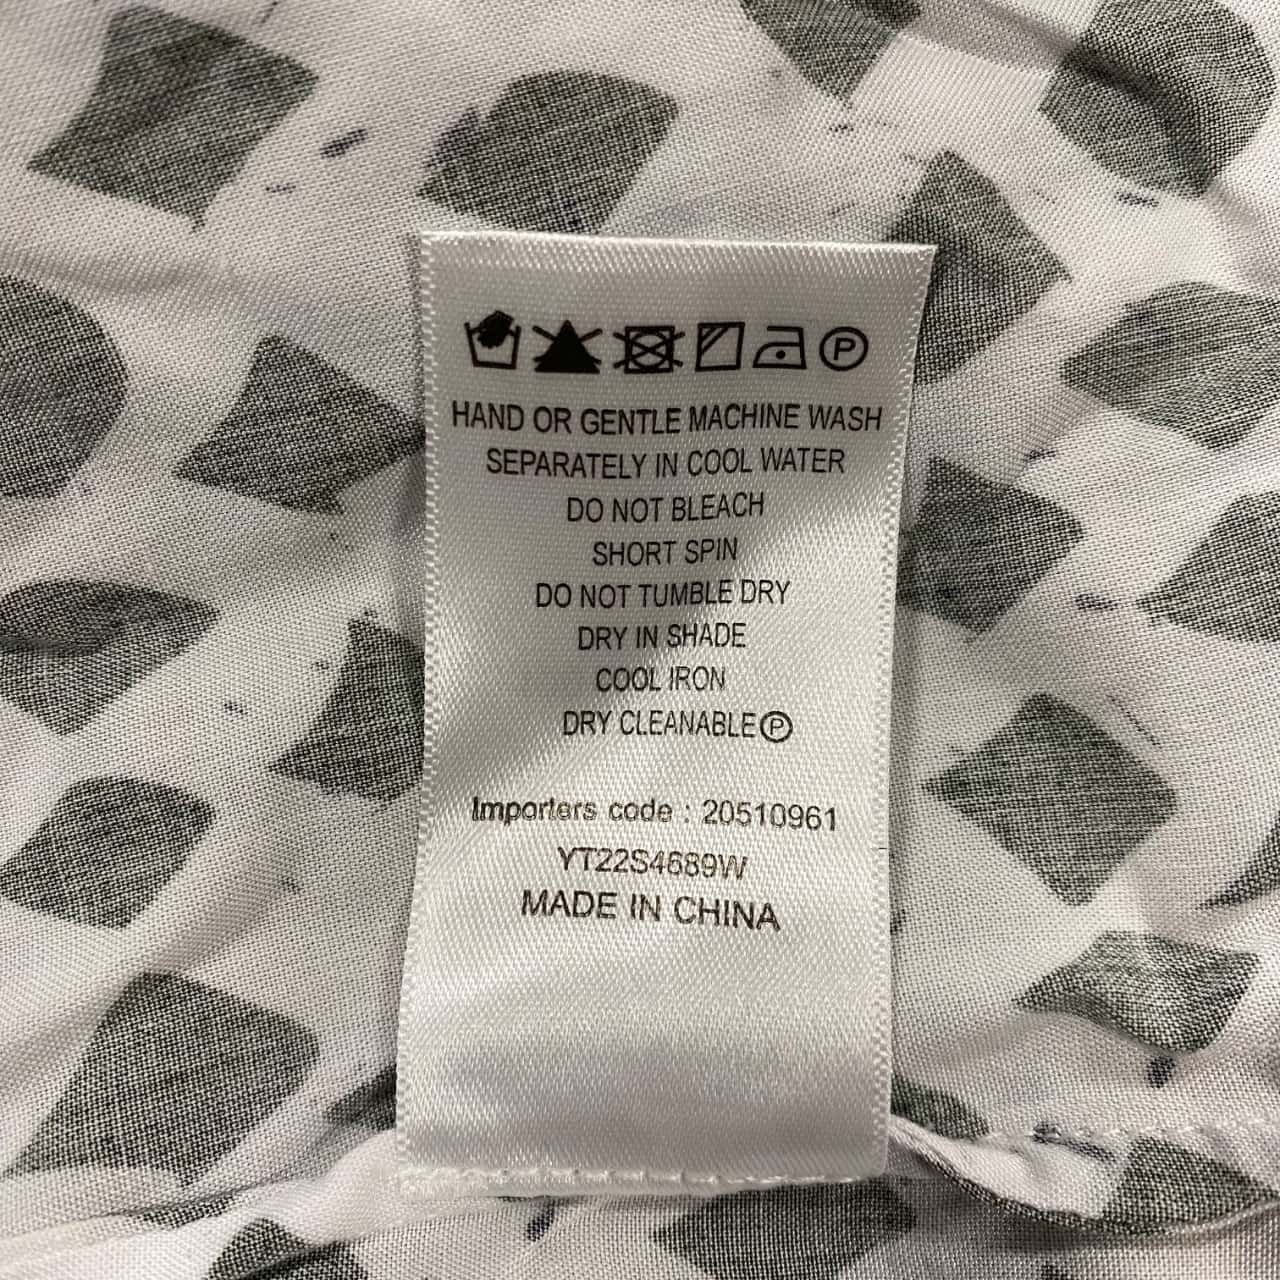 P
HAND OR GENTLE MACHINE WASH
SEPARATELY IN COOL WATER
DO NOT BLEACH
SHORT SPIN
DO NOT TUMBLE DRY
DRY IN SHADE
COOL IRON
DRY CLEANABLE Ⓟ
Importers code : 20510961
YT22S4689W
MADE IN CHINA